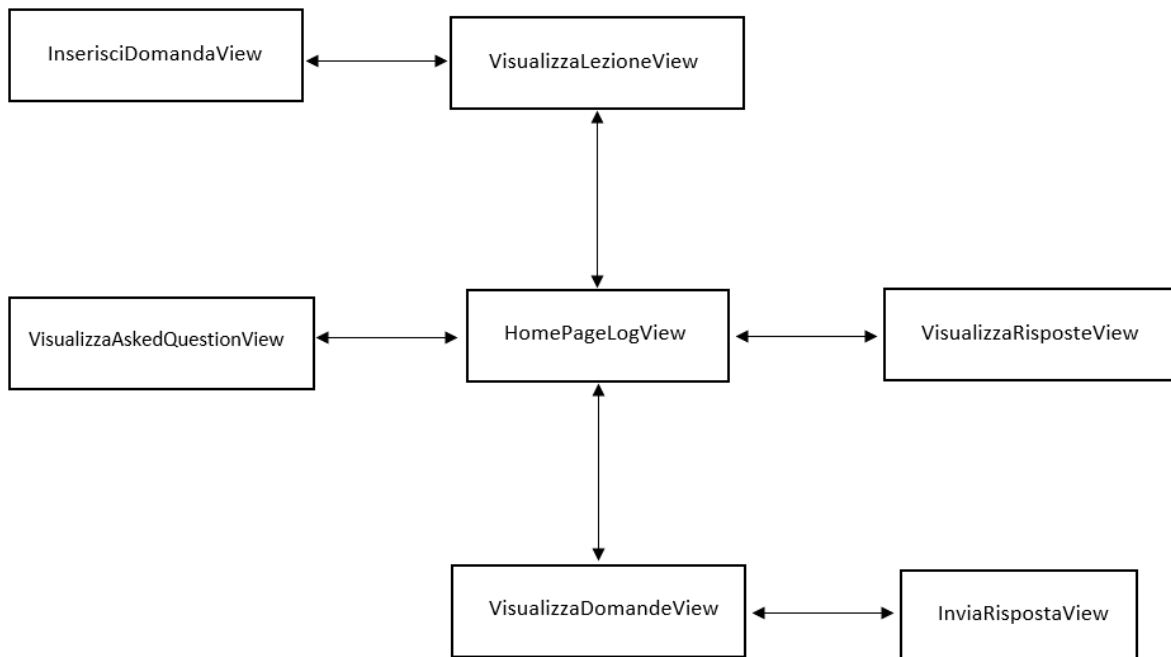 InserisciDomandaView
VisualizzaLezioneView
VisualizzaAskedQuestionView
HomePageLogView
VisualizzaRisposteView
VisualizzaDomandeView
InviaRispostaView